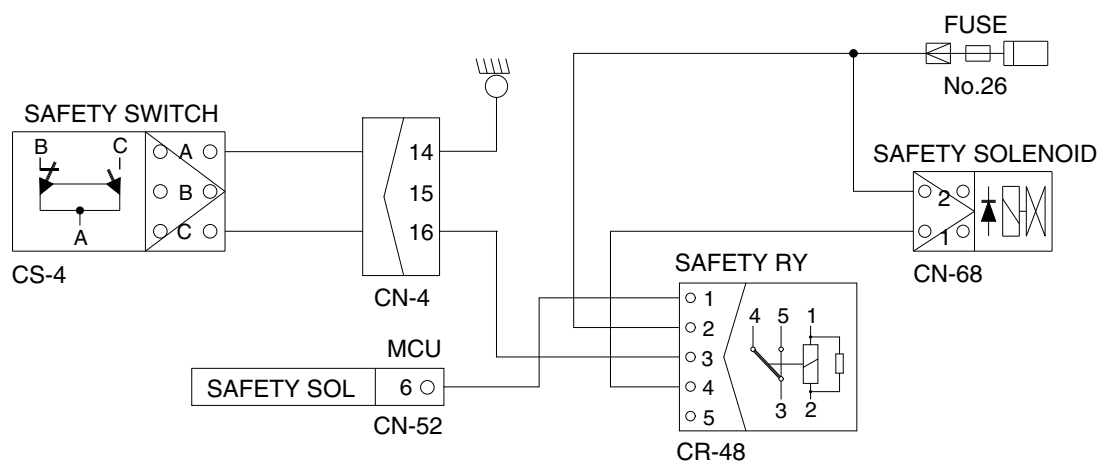 FUSE
No.26
SAFETY SWITCH
B C
A
A
B
C
CS-4
14
15
16
CN-4
SAFETY SOLENOID
2
1
CN-68
SAFETY RY
1
2
3
4
5
4 5 1
3 2
CR-48
MCU
SAFETY SOL 6
CN-52